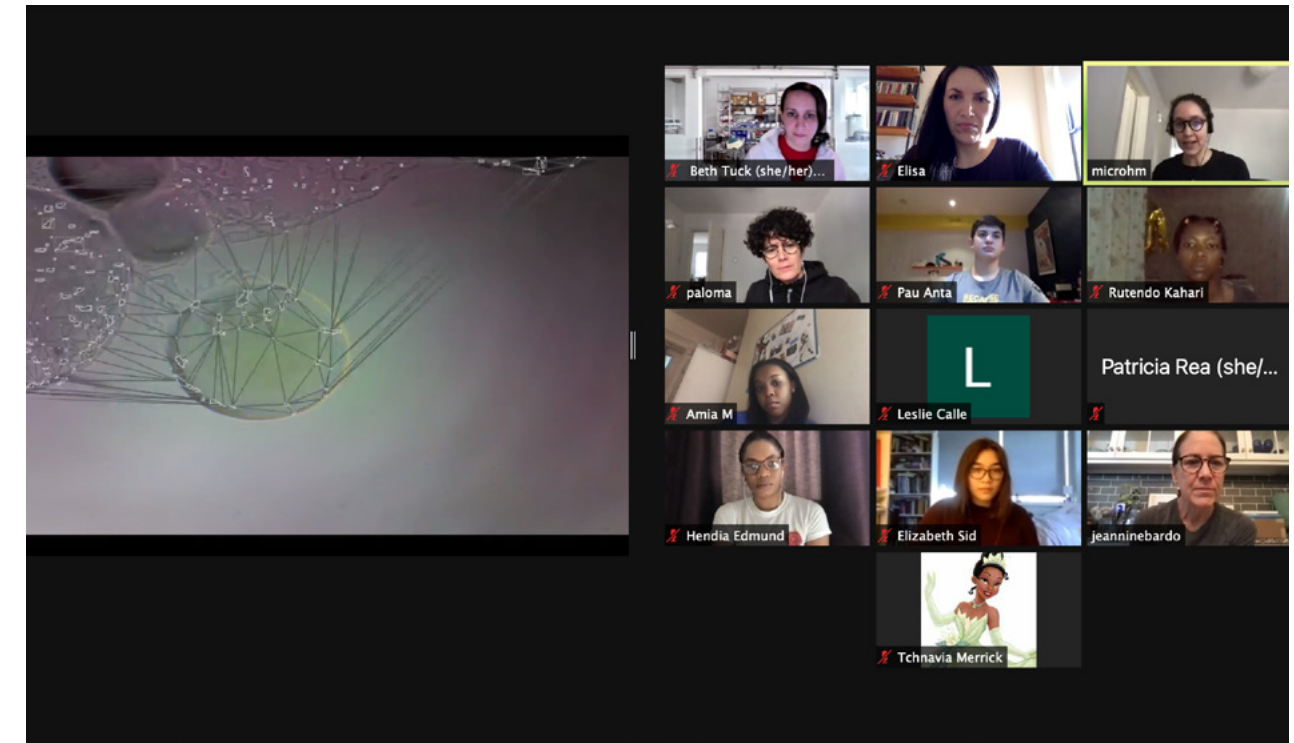 Beth Tuck (she/her)...
Elisa
microhm
paloma
Pau Anta
Rutendo Kahari
Amia M
L
Leslie Calle
Patricia Rea (she/...
Hendia Edmund
Elizabeth Sid
jeanninebardo
Tchnavia Merrick